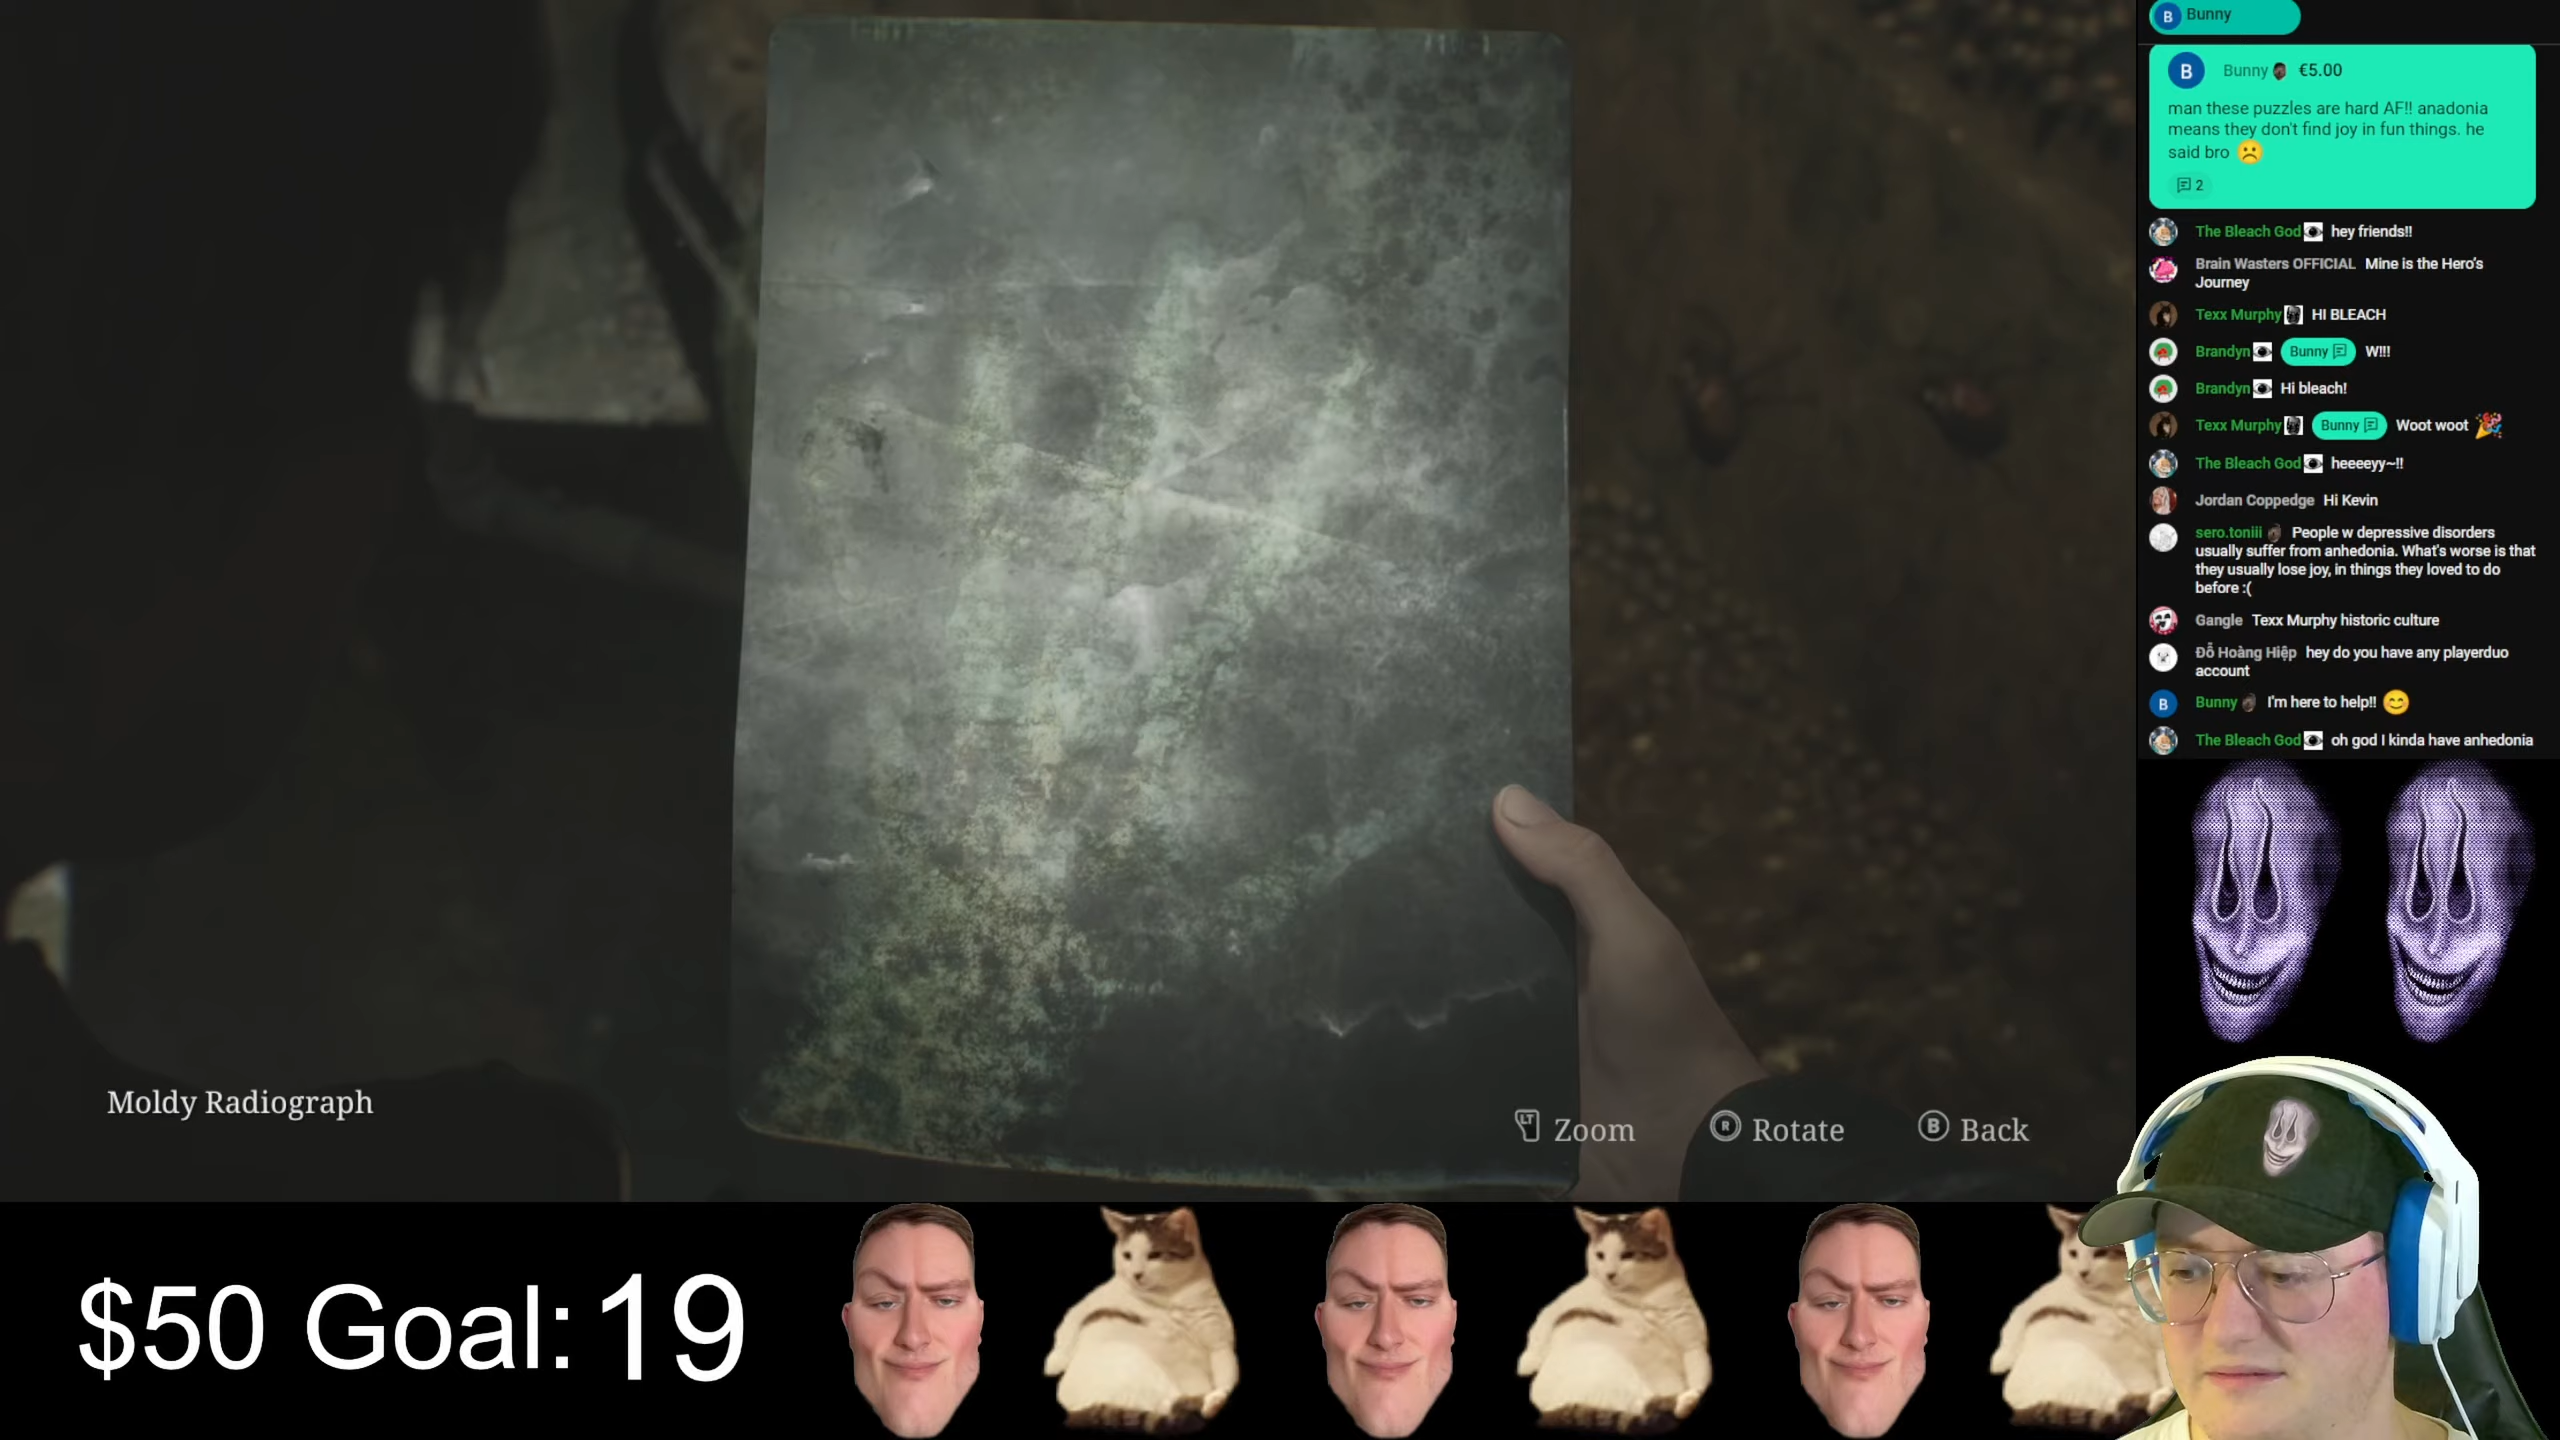 Moldy Radiograph
LT Zoom
R Rotate
B Back
$50 Goal: 19
B Bunny
B Bunny €5.00
man these puzzles are hard AF!! anadonia
means they don't find joy in fun things. he
said bro ☹️
2
The Bleach God hey friends!!
Brain Wasters OFFICIAL Mine is the Hero's
Journey
Texx Murphy HI BLEACH
Brandyn Bunny W!!!
Brandyn Hi bleach!
Texx Murphy Bunny Woot woot 🎉
The Bleach God heeeeyy~!!
Jordan Coppedge Hi Kevin
sero.toniii People w depressive disorders
usually suffer from anhedonia. What's worse is that
they usually lose joy, in things they loved to do
before :(
Gangle Texx Murphy historic culture
Đỗ Hoàng Hiệp hey do you have any playerduo
account
B Bunny I'm here to help!! 😊
The Bleach God oh god I kinda have anhedonia